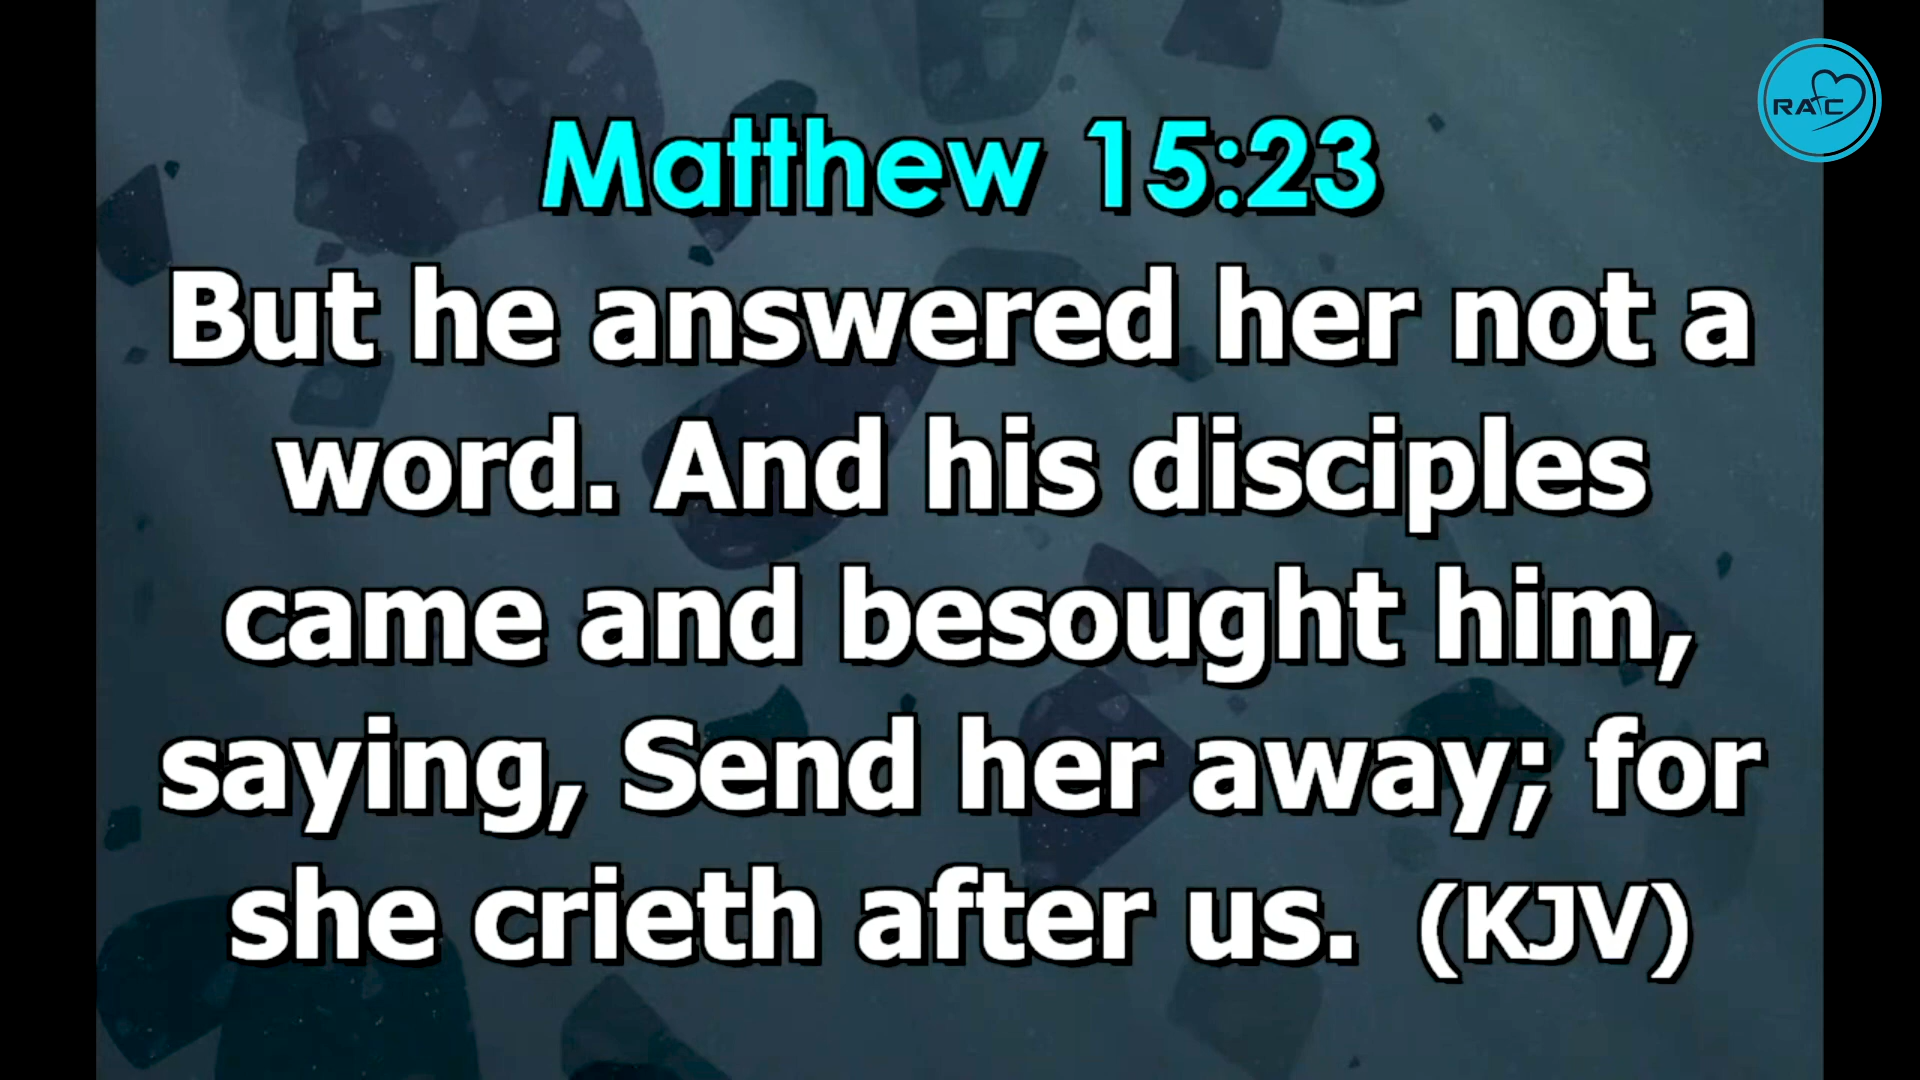 RAFC
Matthew 15:23
But he answered her not a
word. And his disciples
came and besought him,
saying, Send her away; for
she crieth after us. (KJV)